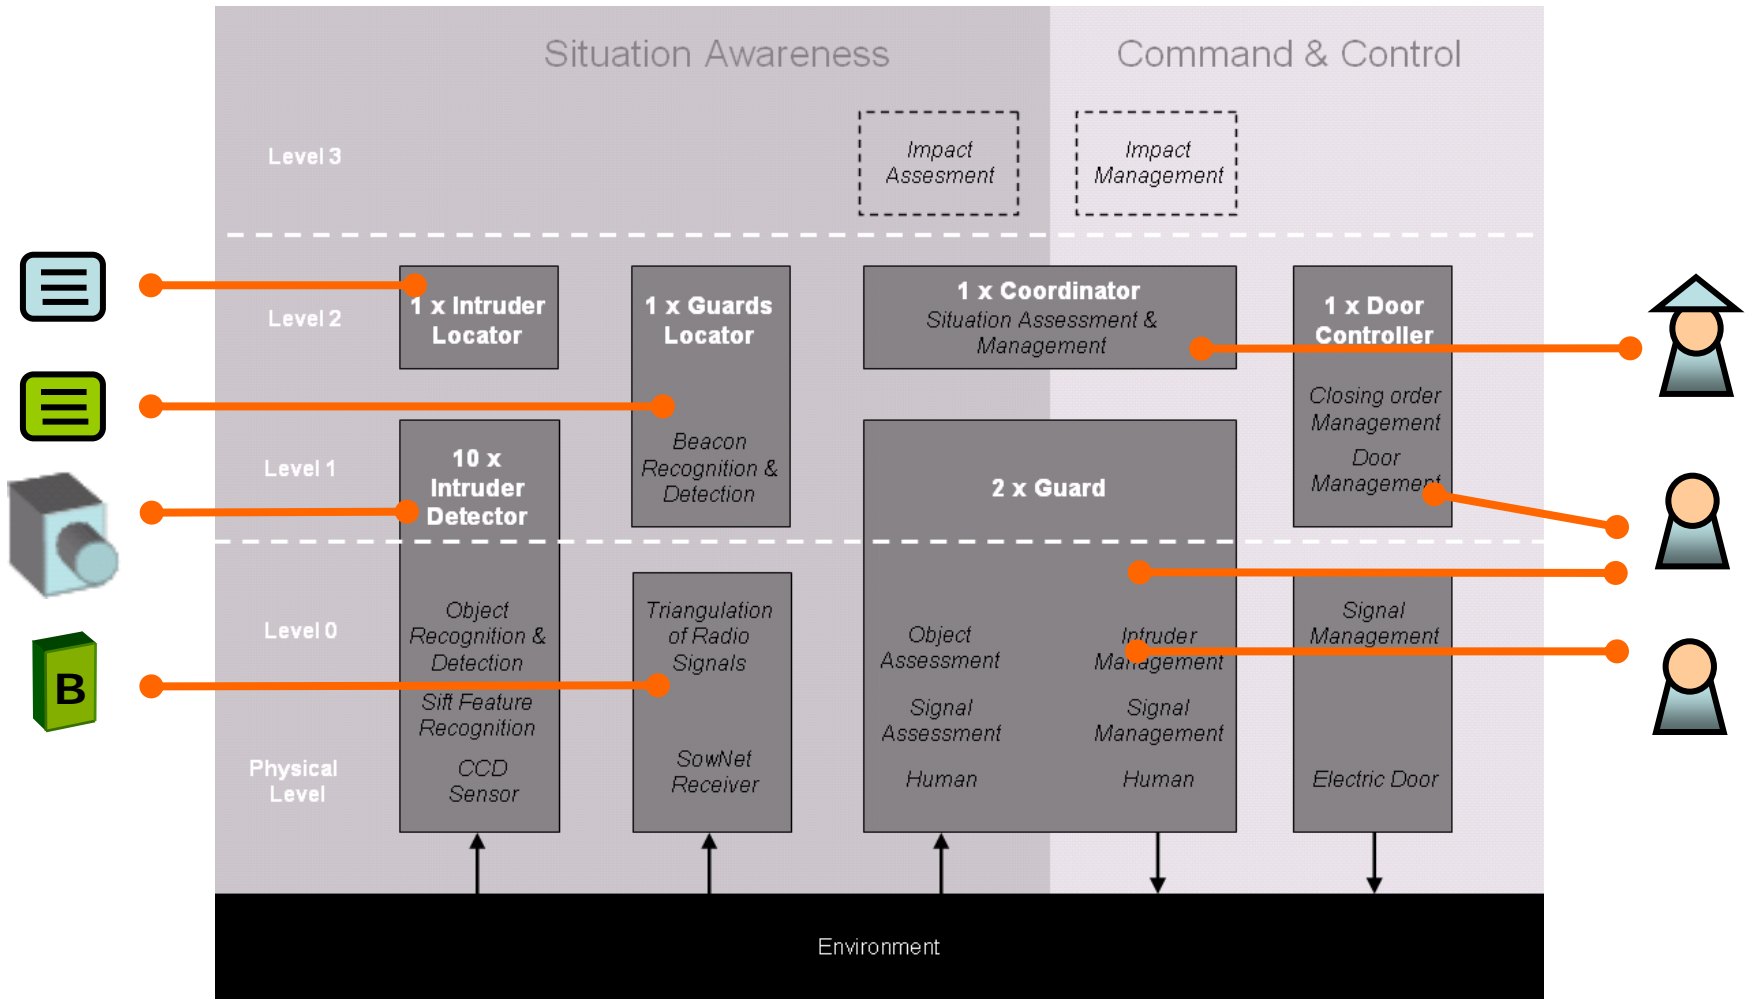 Situation Awareness
Command & Control
Level 3
Impact
Assesment
Impact
Management
Level 2
1 x Intruder
Locator
1 x Guards
Locator
1 x Coordinator
Situation Assessment &
Management
1 x Door
Controller
Closing order
Management
Door
Management
Level 1
10 x
Intruder
Detector
Beacon
Recognition &
Detection
2 x Guard
Level 0
Object
Recognition &
Detection
Sift Feature
Recognition
CCD
Sensor
Triangulation
of Radio
Signals
SowNet
Receiver
Object
Assessment
Signal
Assessment
Human
Intruder
Management
Signal
Management
Human
Signal
Management
Electric Door
Physical
Level
B
Environment